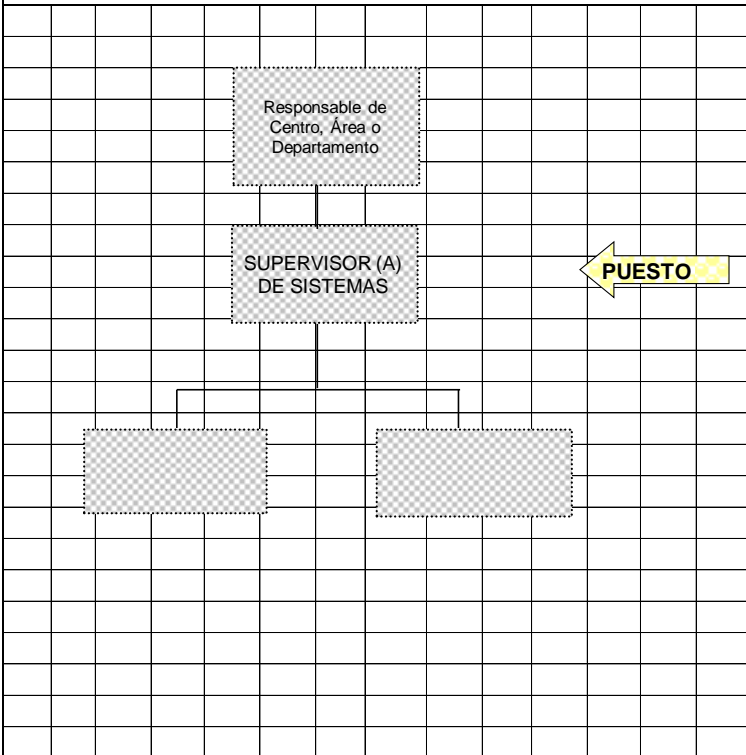 Responsable de
Centro, Área o
Departamento
SUPERVISOR (A)
DE SISTEMAS
PUESTO